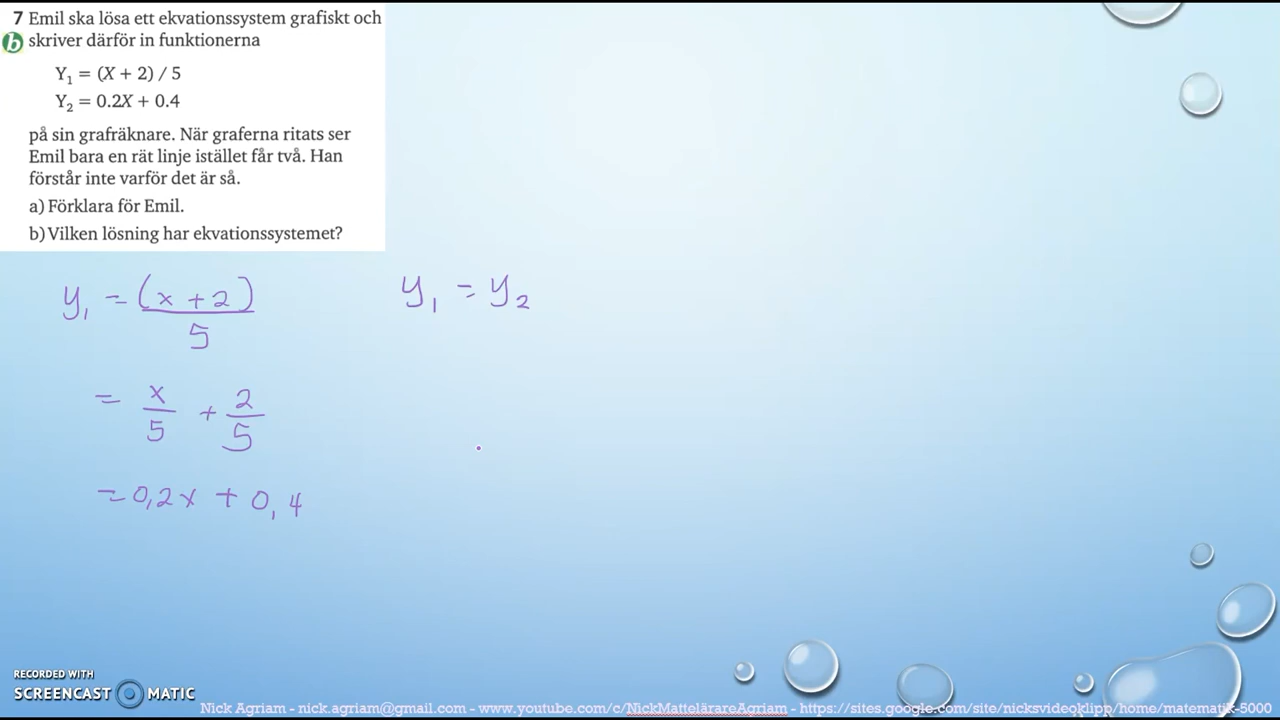 7 Emil ska lösa ett ekvationssystem grafiskt och
b skriver därför in funktionerna
Y₁ = (X + 2) / 5
Y₂ = 0.2X + 0.4
på sin grafräknare. När graferna ritats ser
Emil bara en rät linje istället får två. Han
förstår inte varför det är så.
a) Förklara för Emil.
b) Vilken lösning har ekvationssystemet?
y₁ = (x + 2) / 5
= x/5 + 2/5
= 0,2x + 0,4
y₁ = y₂
RECORDED WITH
SCREENCAST MATIC
Nick Agriam - nick.agriam@gmail.com - www.youtube.com/c/NickMattelärareAgriam - https://sites.google.com/site/nicksvideoklipp/home/matematik-5000